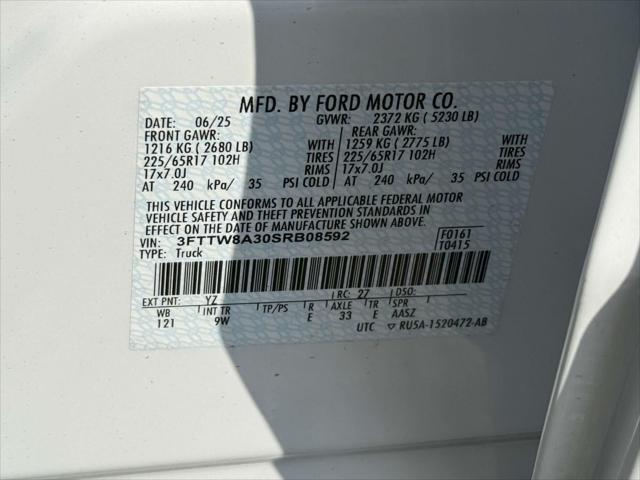 MFD. BY FORD MOTOR CO.
DATE: 06/25 GVWR: 2372 KG ( 5230 LB)
FRONT GAWR: REAR GAWR:
1216 KG ( 2680 LB) WITH 1259 KG ( 2775 LB) WITH
225/65R17 102H TIRES 225/65R17 102H TIRES
17x7.0J RIMS 17x7.0J RIMS
AT 240 kPa/ 35 PSI COLD AT 240 kPa/ 35 PSI COLD
THIS VEHICLE CONFORMS TO ALL APPLICABLE FEDERAL MOTOR
VEHICLE SAFETY AND THEFT PREVENTION STANDARDS IN
EFFECT ON THE DATE OF MANUFACTURE SHOWN ABOVE.
VIN: 3FTTW8A30SRB08592 F0161
TYPE: Truck T0415
EXT PNT: YZ RC: 27 DSO:
WB INT TR TP/PS R AXLE TR SPR
121 9W E 33 E AASZ
UTC ▽ RU5A-1520472-AB